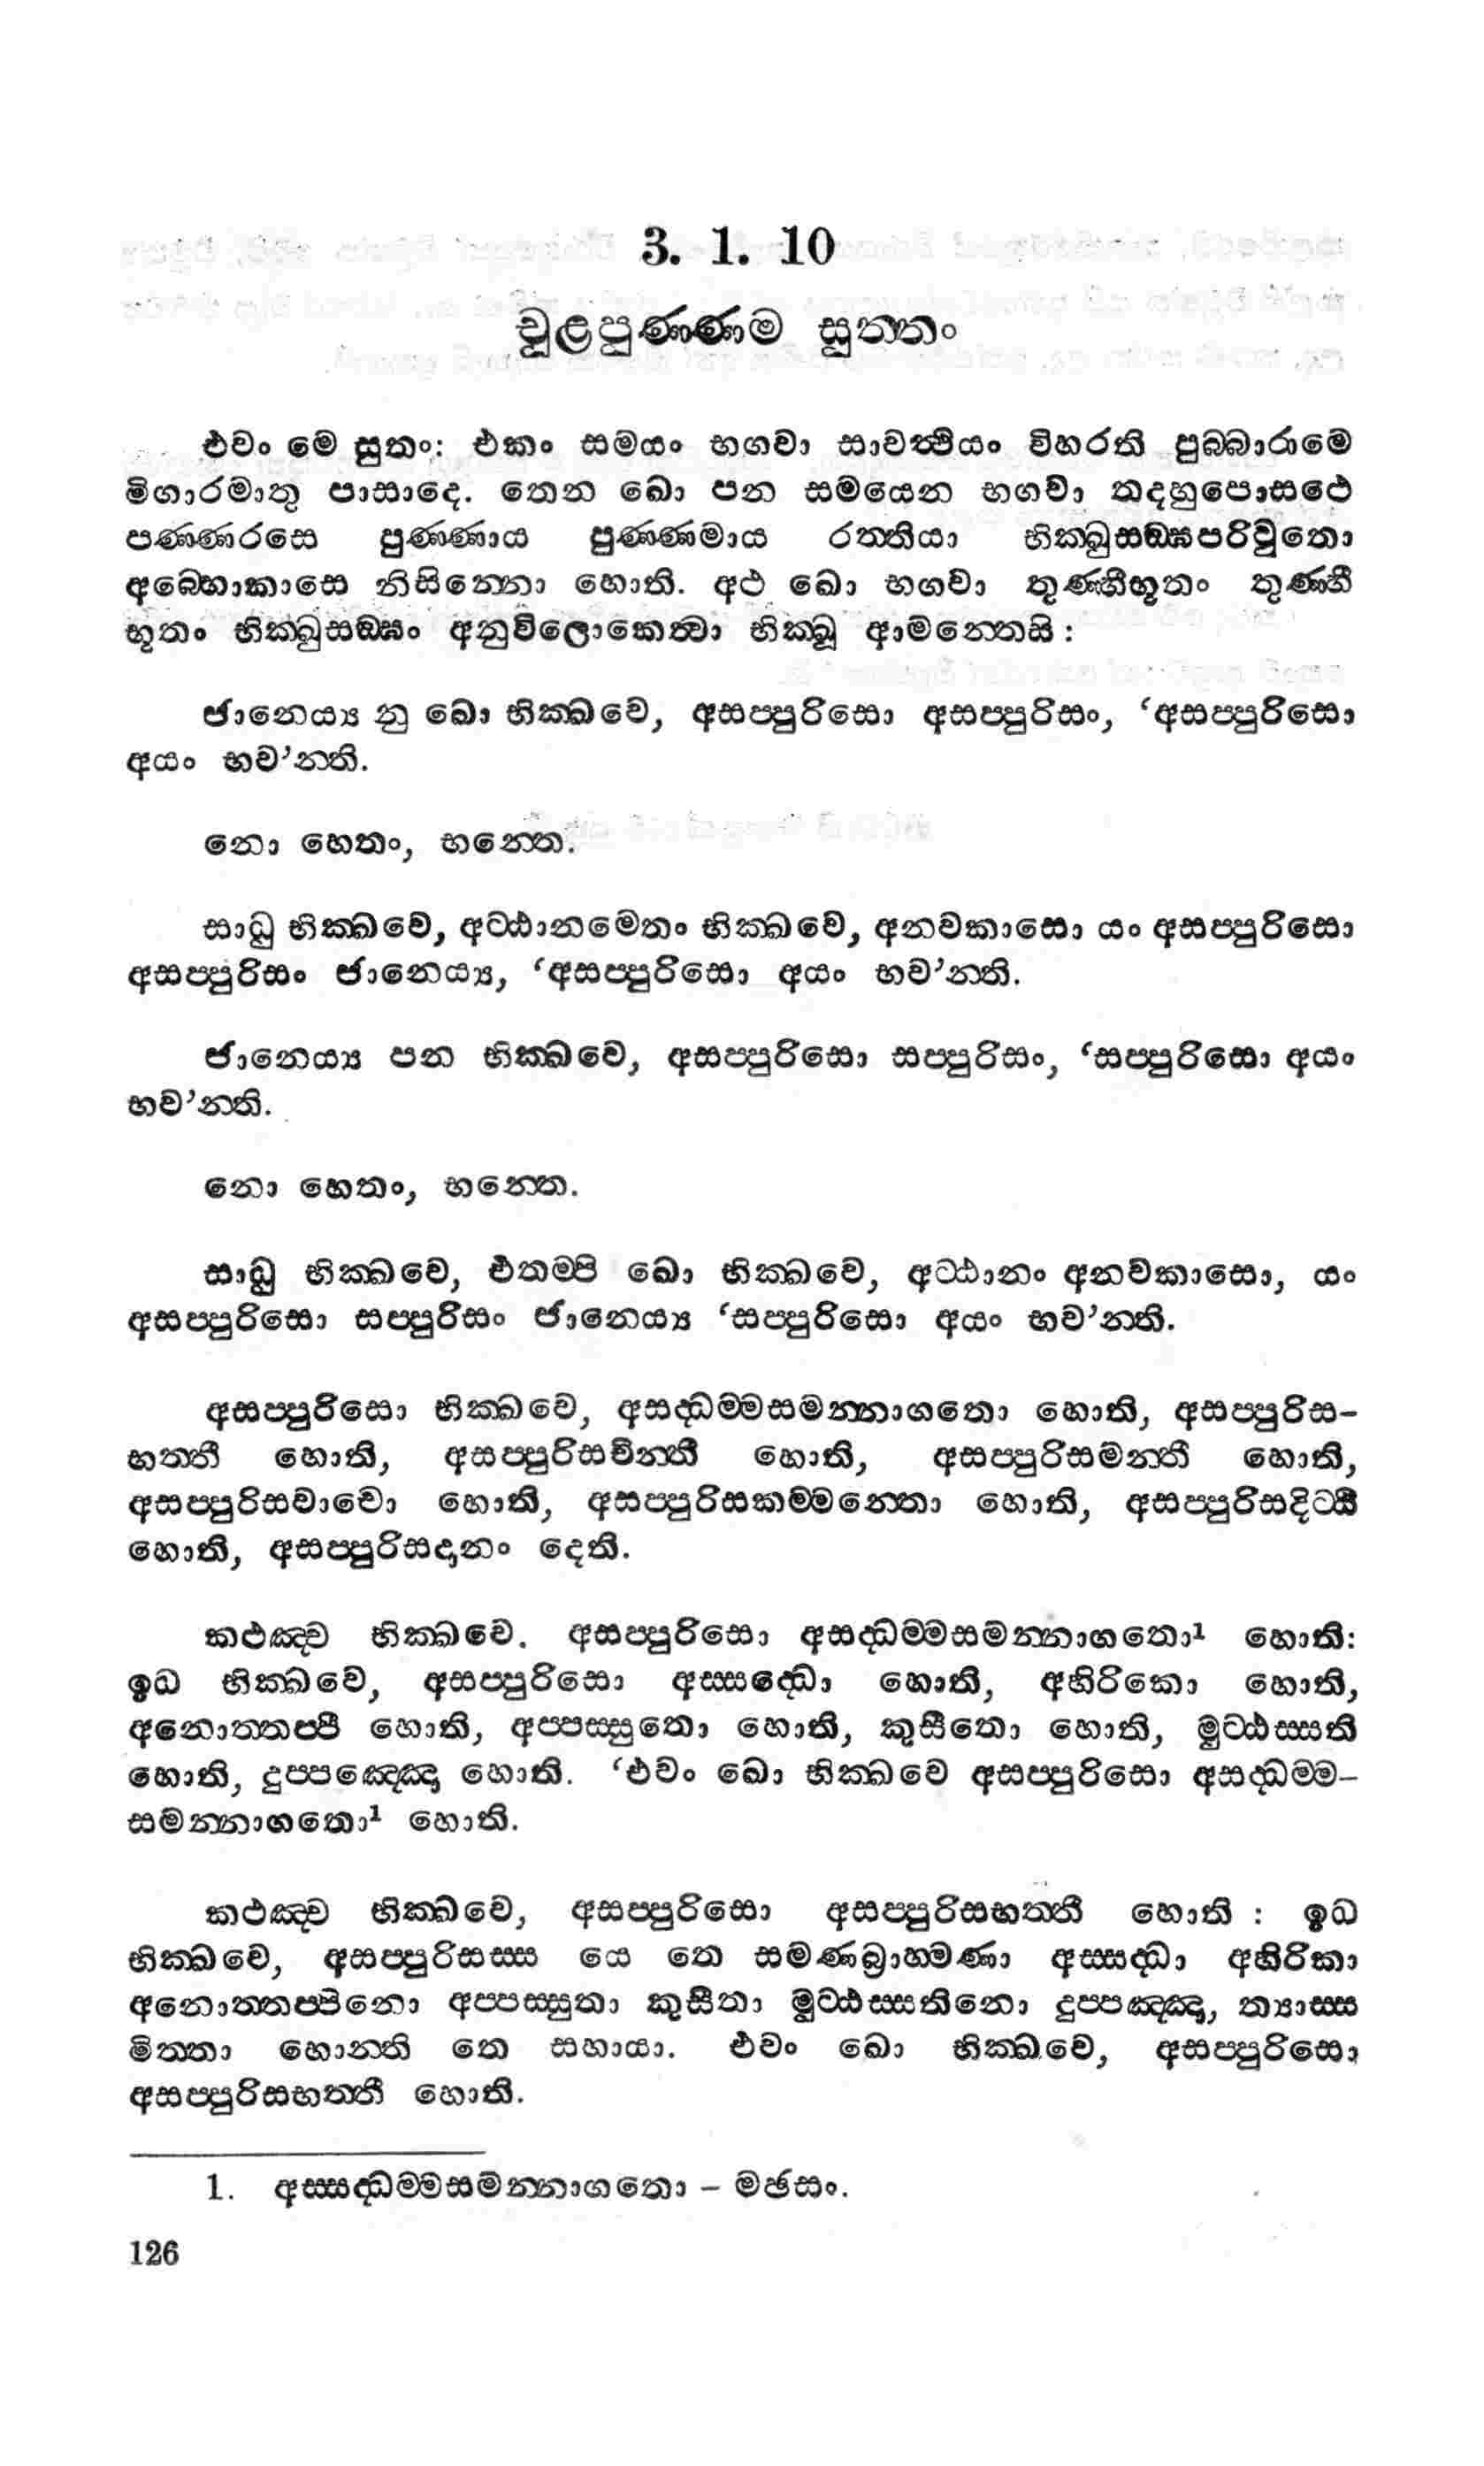 3. 1. 10
චූළපුණ්ණම සුත්තං
එවං මෙ සුතං: එකං සමයං භගවා සාවත්ථියං විහරති පුබ්බාරාමෙ
මිගාරමාතු පාසාදෙ. තෙන ඛො පන සමයෙන භගවා තදහුපොසථෙ
පණ්ණරසෙ පුණ්ණාය පුණ්ණමාය රත්තියා භික්ඛුසඞ්ඝපරිවුතො
අබ්භොකාසෙ නිසින්නො හොති. අථ ඛො භගවා තුණ්හීභූතං තුණ්හී
භූතං භික්ඛුසඞ්ඝං අනුවිලොකෙත්වා භික්ඛූ ආමන්තෙසි :
ජානෙය්‍ය නු ඛො භික්ඛවෙ, අසප්පුරිසො අසප්පුරිසං, ‘අසප්පුරිසො
අයං භව’න්ති.
නො හෙතං, භන්තෙ.
සාධු භික්ඛවෙ, අට්ඨානමෙතං භික්ඛවෙ, අනවකාසො යං අසප්පුරිසො
අසප්පුරිසං ජානෙය්‍ය, ‘අසප්පුරිසො අයං භව’න්ති.
ජානෙය්‍ය පන භික්ඛවෙ, අසප්පුරිසො සප්පුරිසං, ‘සප්පුරිසො අයං
භව’න්ති.
නො හෙතං, භන්තෙ.
සාධු භික්ඛවෙ, එතම්පි ඛො භික්ඛවෙ, අට්ඨානං අනවකාසො, යං
අසප්පුරිසො සප්පුරිසං ජානෙය්‍ය ‘සප්පුරිසො අයං භව’න්ති.
අසප්පුරිසො භික්ඛවෙ, අසද්ධම්මසමන්නාගතො හොති, අසප්පුරිස-
භත්තී හොති, අසප්පුරිසචින්තී හොති, අසප්පුරිසමන්තී හොති,
අසප්පුරිසවාචො හොති, අසප්පුරිසකම්මන්තො හොති, අසප්පුරිසදිට්ඨී
හොති, අසප්පුරිසදානං දෙති.
කථඤ්ච භික්ඛවෙ. අසප්පුරිසො අසද්ධම්මසමන්නාගතො¹ හොති:
ඉධ භික්ඛවෙ, අසප්පුරිසො අස්සද්ධො හොති, අහිරිකො හොති,
අනොත්තප්පී හොති, අප්පස්සුතො හොති, කුසීතො හොති, මුට්ඨස්සති
හොති, දුප්පඤ්ඤො හොති. ‘එවං ඛො භික්ඛවෙ අසප්පුරිසො අසද්ධම්ම-
සමන්නාගතො¹ හොති.
කථඤ්ච භික්ඛවෙ, අසප්පුරිසො අසප්පුරිසභත්තී හොති : ඉධ
භික්ඛවෙ, අසප්පුරිසස්ස යෙ තෙ සමණබ්‍රාහ්මණා අස්සද්ධා අහිරිකා
අනොත්තප්පිනො අප්පස්සුතා කුසීතා මුට්ඨස්සතිනො දුප්පඤ්ඤා, ත්‍යාස්ස
මිත්තා හොන්ති තෙ සහායා. එවං ඛො භික්ඛවෙ, අසප්පුරිසො
අසප්පුරිසභත්තී හොති.
1. අස්සද්ධම්මසමන්නාගතො – මඡසං.
126